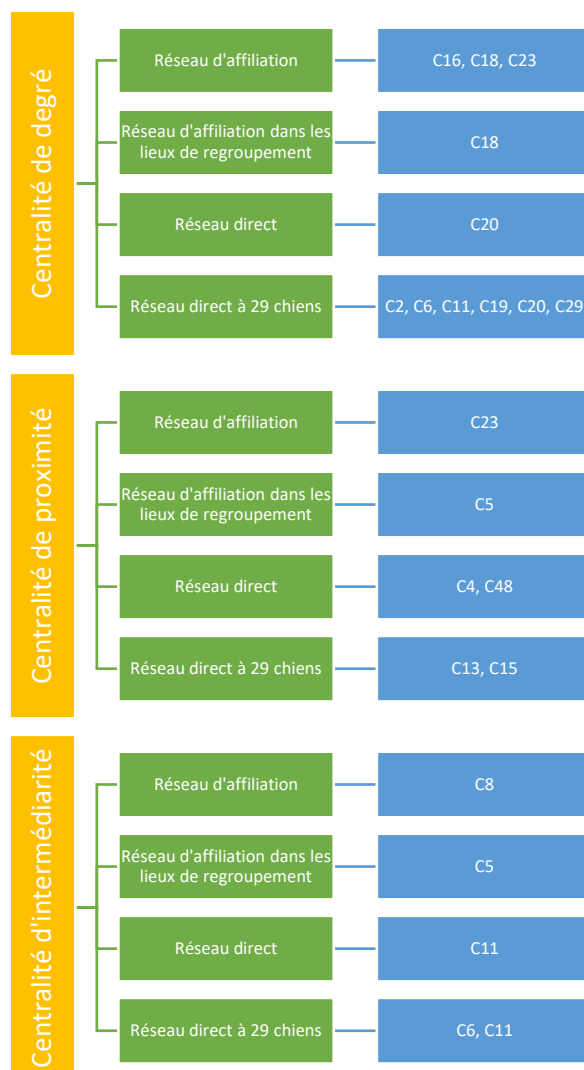 Centralité de degré
Réseau d'affiliation
C16, C18, C23
Réseau d'affiliation dans les
lieux de regroupement
C18
Réseau direct
C20
Réseau direct à 29 chiens
C2, C6, C11, C19, C20, C29
Centralité de proximité
Réseau d'affiliation
C23
Réseau d'affiliation dans les
lieux de regroupement
C5
Réseau direct
C4, C48
Réseau direct à 29 chiens
C13, C15
Centralité d'intermédiarité
Réseau d'affiliation
C8
Réseau d'affiliation dans les
lieux de regroupement
C5
Réseau direct
C11
Réseau direct à 29 chiens
C6, C11